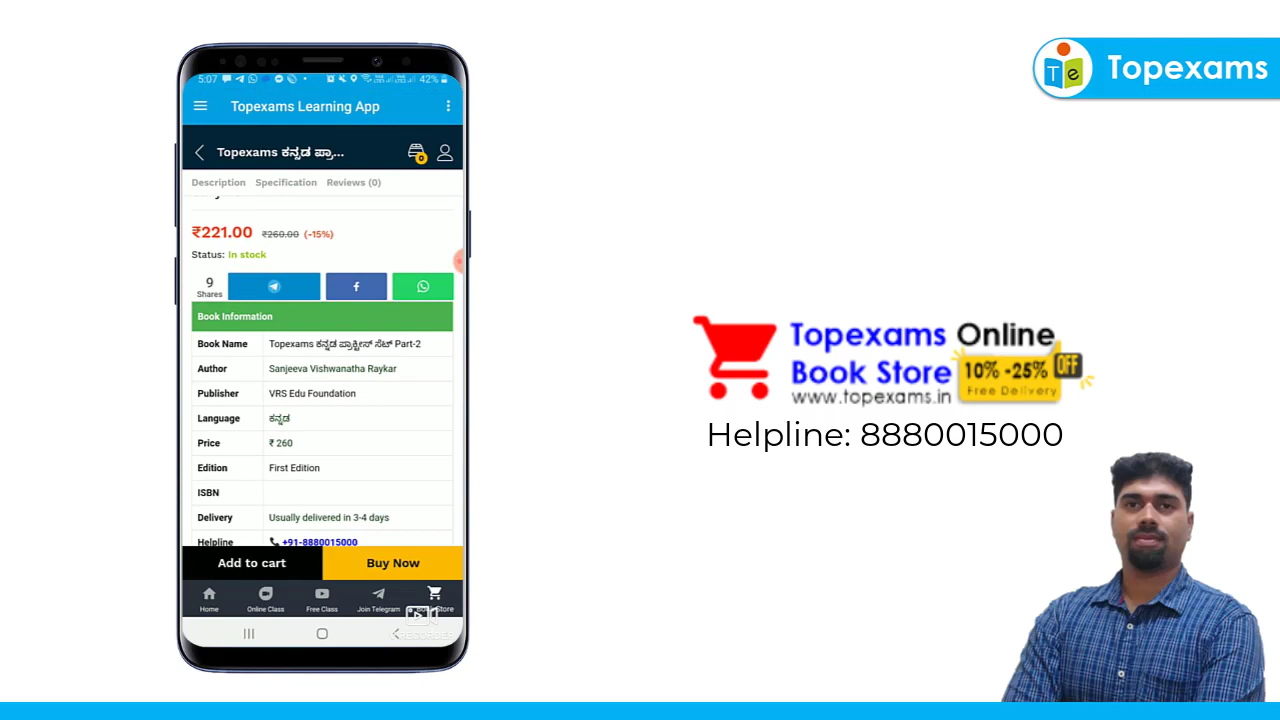 5:07
42%
Topexams Learning App
Topexams ಕನ್ನಡ ಪ್ರಾ...
0
Description Specification Reviews (0)
₹221.00 ₹260.00 (-15%)
Status: In stock
9
Shares
Book Information
Book Name Topexams ಕನ್ನಡ ಪ್ರಾಕ್ಟೀಸ್ ಸೆಟ್ Part-2
Author Sanjeeva Vishwanatha Raykar
Publisher VRS Edu Foundation
Language ಕನ್ನಡ
Price ₹ 260
Edition First Edition
ISBN
Delivery Usually delivered in 3-4 days
Helpline +91-8880015000
Add to cart Buy Now
Home Online Class Free Class Join Telegram Book Store
RECORDER
Te
Topexams
Topexams Online
Book Store
10% -25% OFF
Free Delivery
www.topexams.in
Helpline: 8880015000